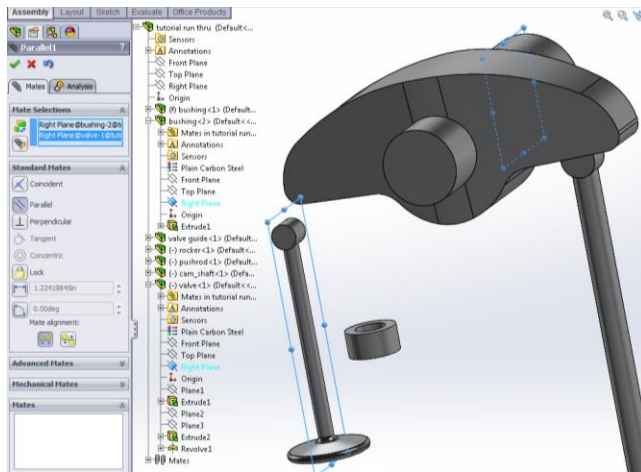 Assembly Layout Sketch Evaluate Office Products
Parallel1 ?
Mates Analysis
Mate Selections
Right Plane@bushing-2@t
Right Plane@valve-1@tuto
Standard Mates
Coincident
Parallel
Perpendicular
Tangent
Concentric
Lock
1.22419848in
0.00deg
Mate alignment:
Advanced Mates
Mechanical Mates
Mates
tutorial run thru (Default<...
Sensors
Annotations
Front Plane
Top Plane
Right Plane
Origin
(f) bushing<1> (Default...
bushing<2> (Default<<...
Mates in tutorial run...
Annotations
Sensors
Plain Carbon Steel
Front Plane
Top Plane
Right Plane
Origin
Extrude1
valve guide<1> (Default...
(-) rocker<1> (Default...
(-) pushrod<1> (Default...
(-) cam_shaft<1> (Defaul...
(-) valve<1> (Default<<...
Mates in tutorial run...
Annotations
Sensors
Plain Carbon Steel
Front Plane
Top Plane
Right Plane
Origin
Plane1
Extrude1
Plane2
Plane3
Extrude2
Revolve1
Mates